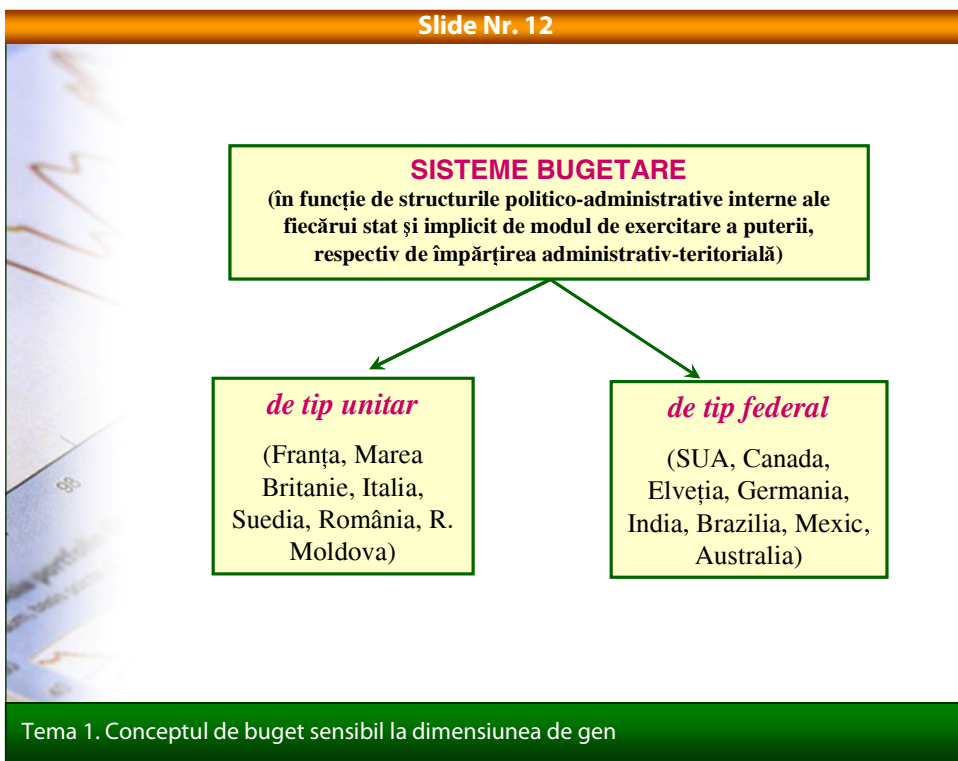 Slide Nr. 12
SISTEME BUGETARE
(în funcție de structurile politico-administrative interne ale
fiecărui stat și implicit de modul de exercitare a puterii,
respectiv de împărțirea administrativ-teritorială)
de tip unitar
(Franța, Marea
Britanie, Italia,
Suedia, România, R.
Moldova)
de tip federal
(SUA, Canada,
Elveția, Germania,
India, Brazilia, Mexic,
Australia)
98
Tema 1. Conceptul de buget sensibil la dimensiunea de gen